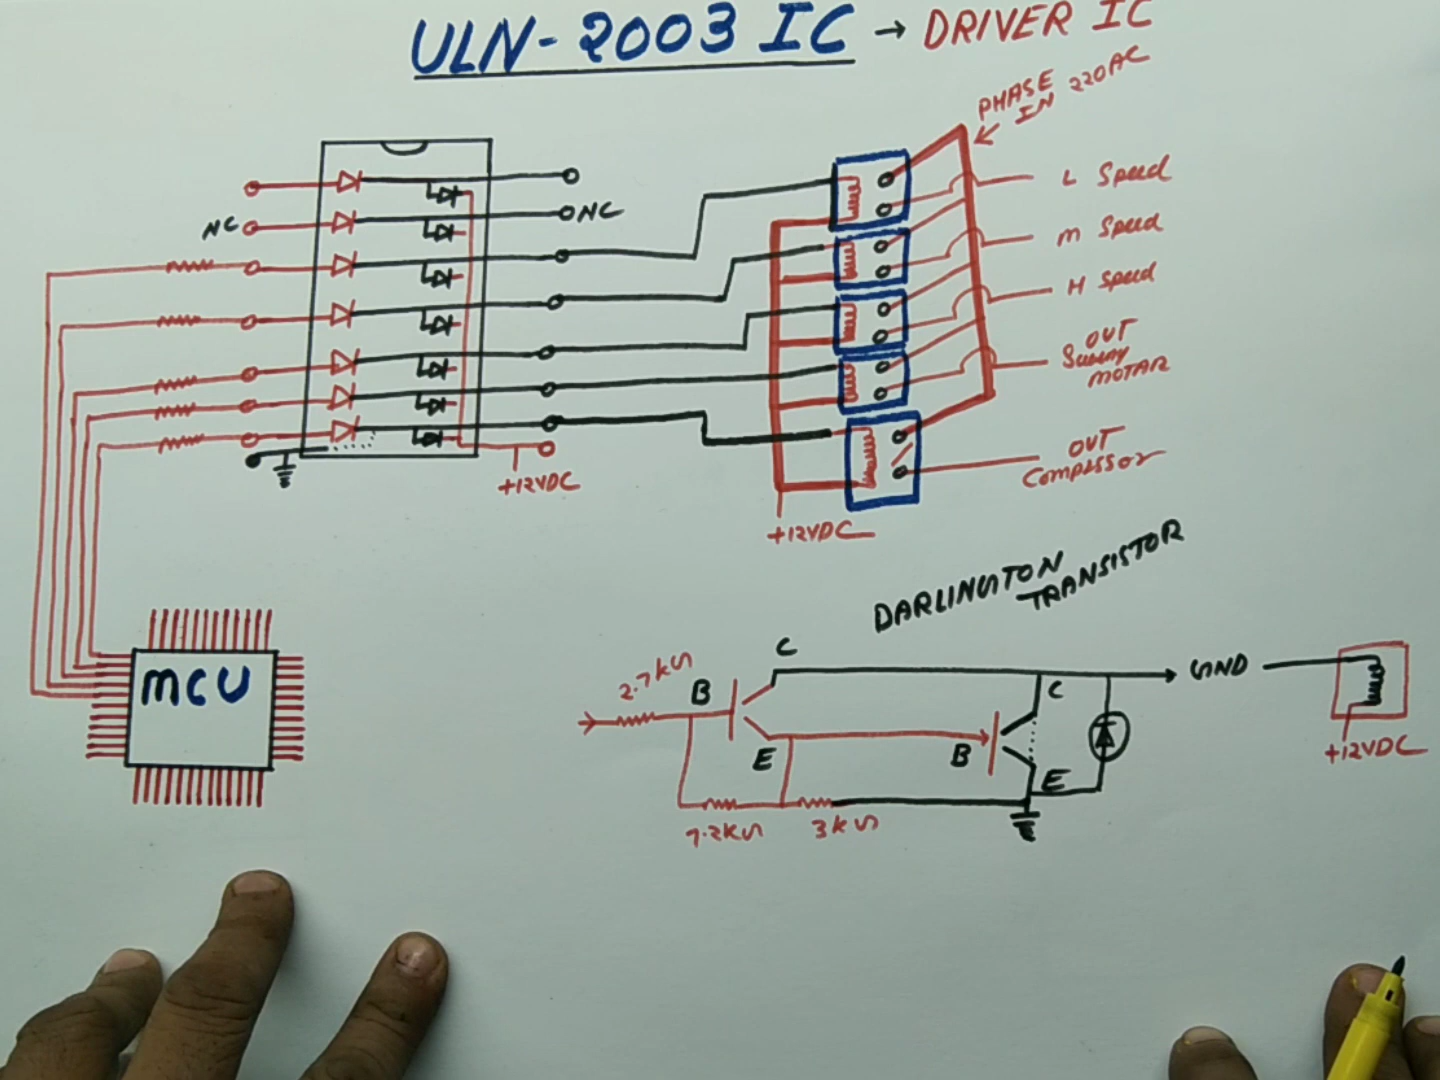 ULN-2003 IC → DRIVER IC
PHASE
IN 220AC
L Speed
NC
NC
M Speed
H Speed
OUT
MOTAR
OUT
+12VDC
+12VDC
DARLINGTON
TRANSISTOR
MCU
2.7kΩ
B
C
E
B
C
E
7.2kΩ
3kΩ
GND
+12VDC